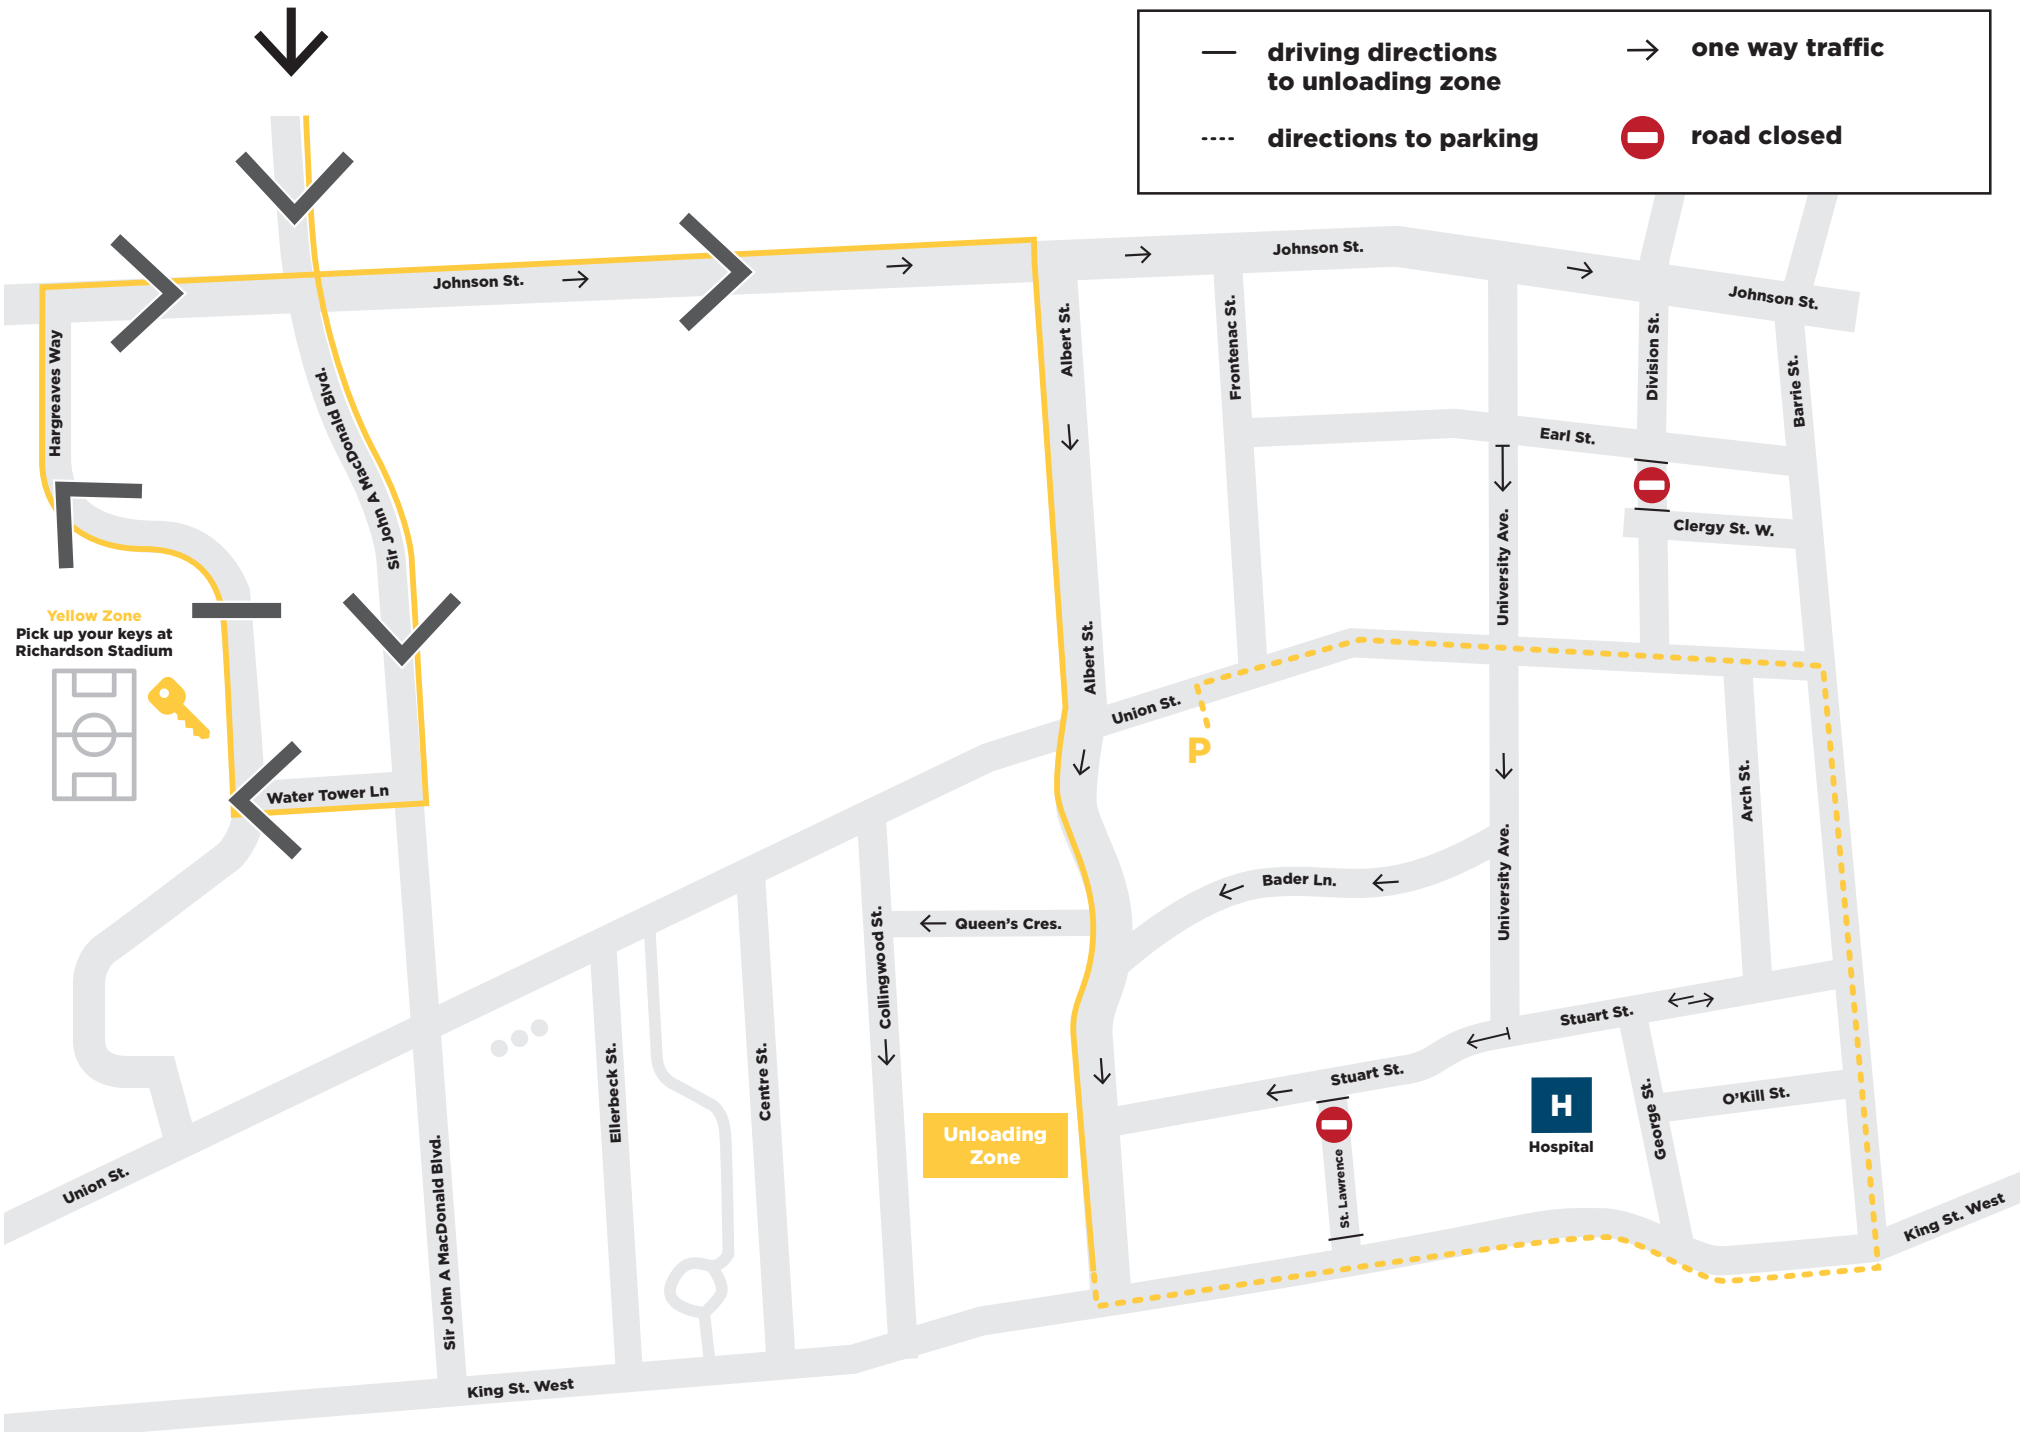 driving directions
to unloading zone
one way traffic
directions to parking
road closed
Johnson St.
Johnson St.
Johnson St.
Hargreaves Way
Sir John A MacDonald Blvd.
Albert St.
Frontenac St.
Division St.
Barrie St.
Earl St.
Clergy St. W.
University Ave.
Yellow Zone
Pick up your keys at
Richardson Stadium
Albert St.
Union St.
P
Water Tower Ln
Arch St.
University Ave.
Bader Ln.
Queen's Cres.
Collingwood St.
Stuart St.
Stuart St.
Ellerbeck St.
Centre St.
Unloading
Zone
H
Hospital
George St.
O'Kill St.
St. Lawrence
Union St.
Sir John A MacDonald Blvd.
King St. West
King St. West